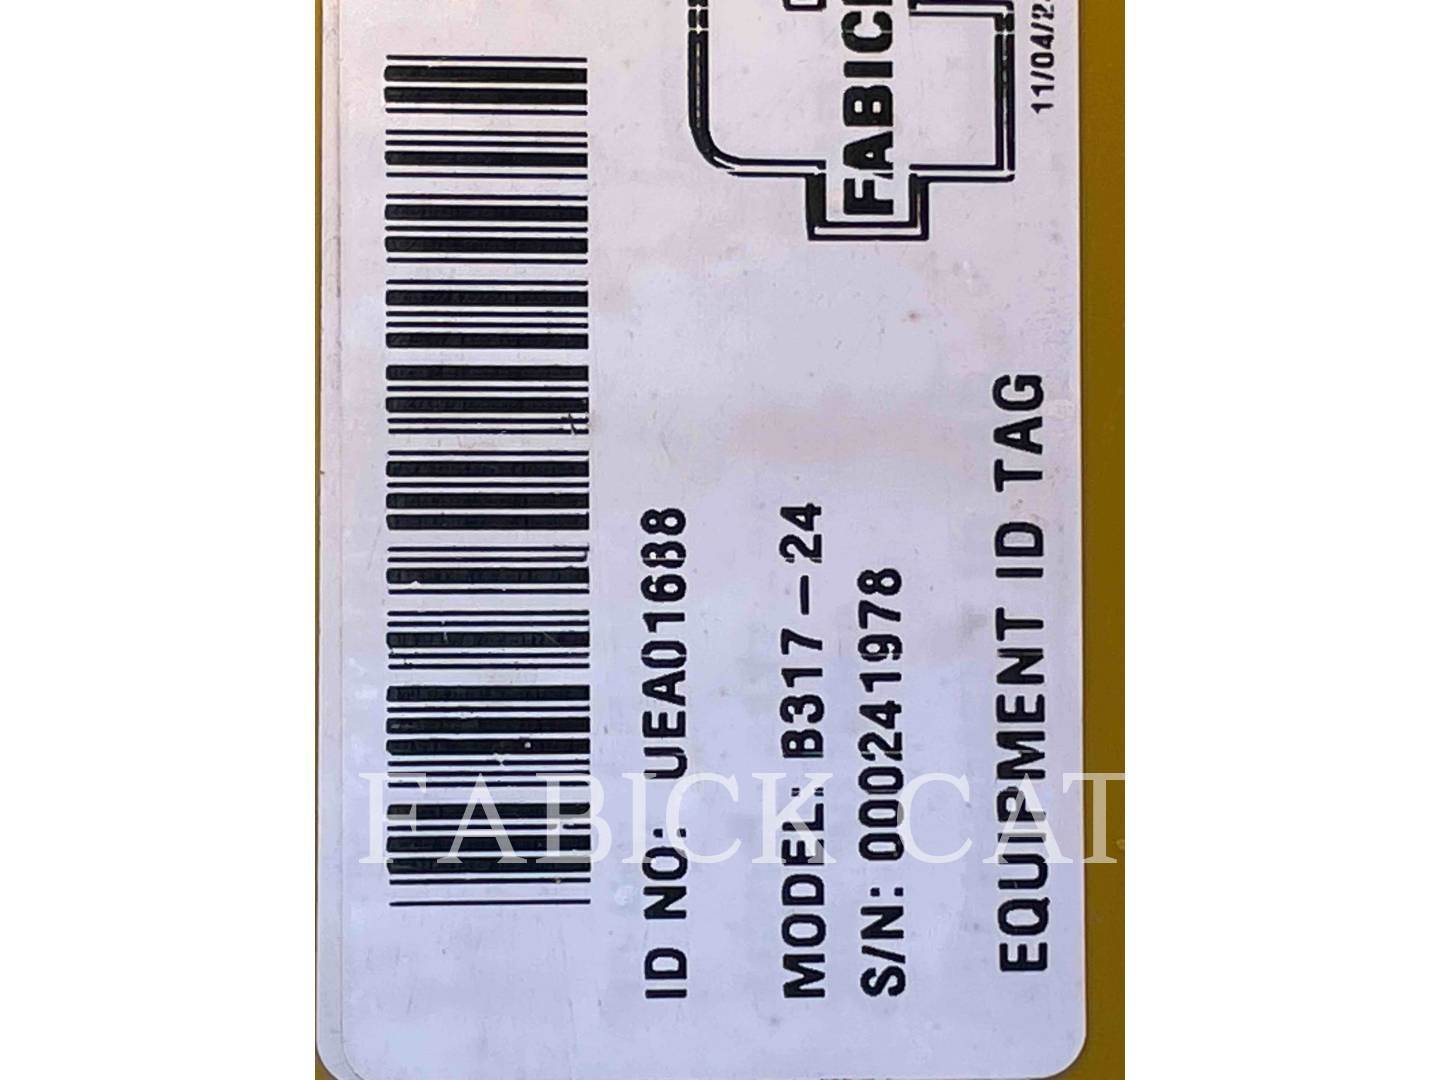 FABICK
11/04/2
ID NO: UEA01688
MODEL: B317-24
S/N: 000241978
EQUIPMENT ID TAG
FABICK CAT